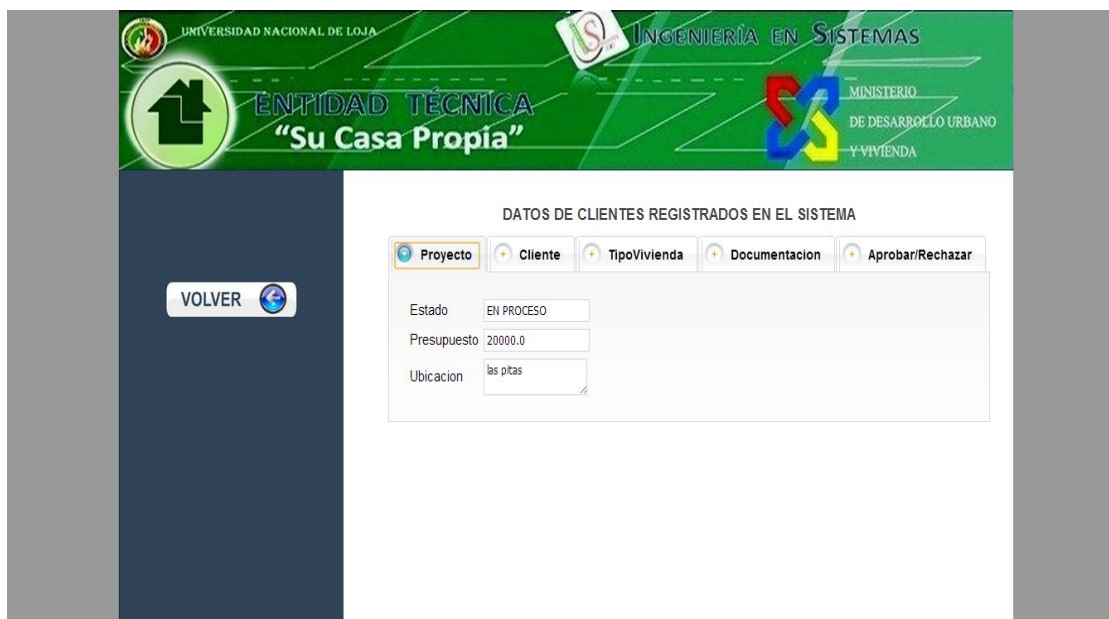 UNIVERSIDAD NACIONAL DE LOJA
INGENIERÍA EN SISTEMAS
ENTIDAD TÉCNICA
“Su Casa Propia”
MINISTERIO
DE DESARROLLO URBANO
Y VIVIENDA
DATOS DE CLIENTES REGISTRADOS EN EL SISTEMA
Proyecto Cliente TipoVivienda Documentacion Aprobar/Rechazar
VOLVER
Estado EN PROCESO
Presupuesto 20000.0
Ubicacion las pitas